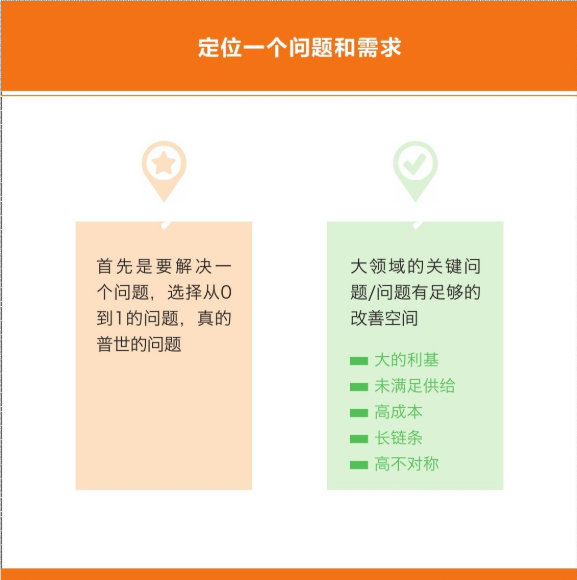 定位一个问题和需求
首先是要解决一
个问题，选择从0
到1的问题，真的
普世的问题
大领域的关键问
题/问题有足够的
改善空间
大的利基
未满足供给
高成本
长链条
高不对称